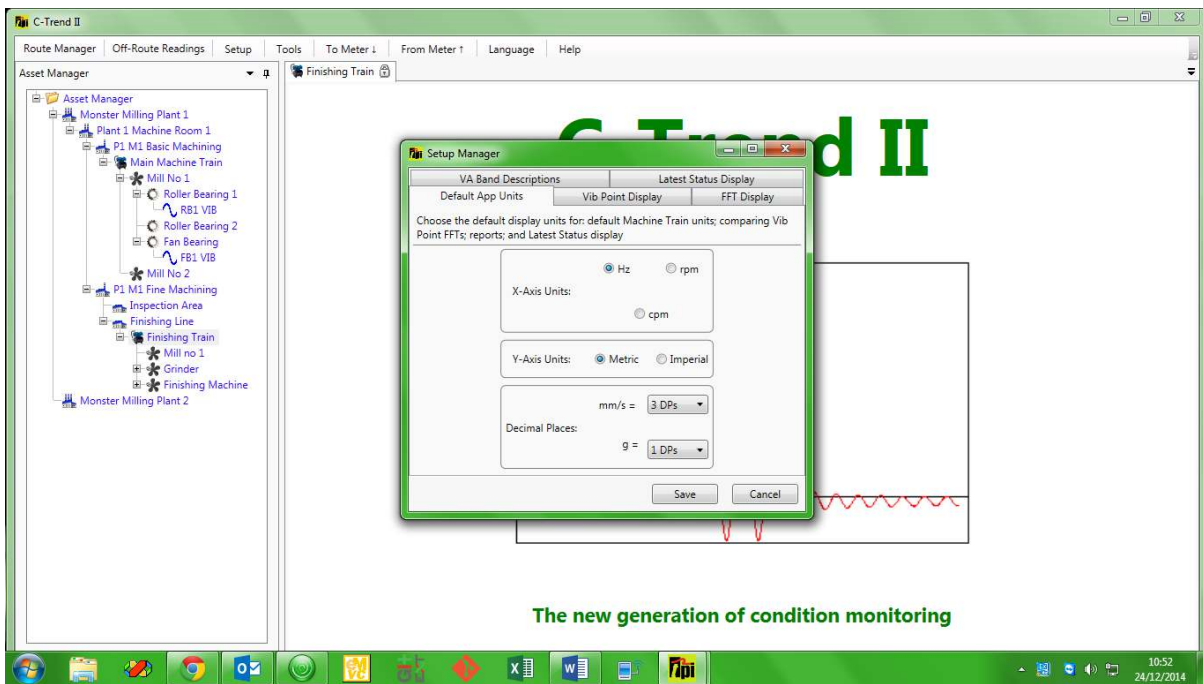 C-Trend II
Route Manager Off-Route Readings Setup Tools To Meter ↓ From Meter ↑ Language Help
Asset Manager
Finishing Train
Asset Manager
Monster Milling Plant 1
Plant 1 Machine Room 1
P1 M1 Basic Machining
Main Machine Train
Mill No 1
Roller Bearing 1
RB1 VIB
Roller Bearing 2
Fan Bearing
FB1 VIB
Mill No 2
P1 M1 Fine Machining
Inspection Area
Finishing Line
Finishing Train
Mill no 1
Grinder
Finishing Machine
Monster Milling Plant 2
C-Trend II
Setup Manager
VA Band Descriptions Latest Status Display
Default App Units Vib Point Display FFT Display
Choose the default display units for: default Machine Train units; comparing Vib
Point FFTs; reports; and Latest Status display
X-Axis Units: Hz rpm
cpm
Y-Axis Units: Metric Imperial
Decimal Places:
mm/s = 3 DPs
g = 1 DPs
Save Cancel
The new generation of condition monitoring
tpi
10:52
24/12/2014